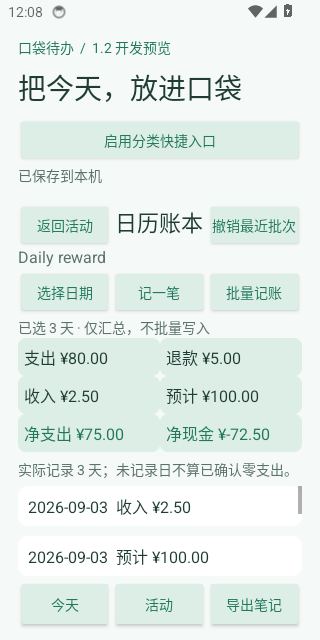 12:08
口袋待办 / 1.2 开发预览
把今天，放进口袋
启用分类快捷入口
已保存到本机
返回活动 日历账本 撤销最近批次
Daily reward
选择日期 记一笔 批量记账
已选 3 天 · 仅汇总，不批量写入
支出 ¥80.00 退款 ¥5.00
收入 ¥2.50 预计 ¥100.00
净支出 ¥75.00 净现金 ¥-72.50
实际记录 3 天；未记录日不算已确认零支出。
2026-09-03 收入 ¥2.50
2026-09-03 预计 ¥100.00
今天 活动 导出笔记